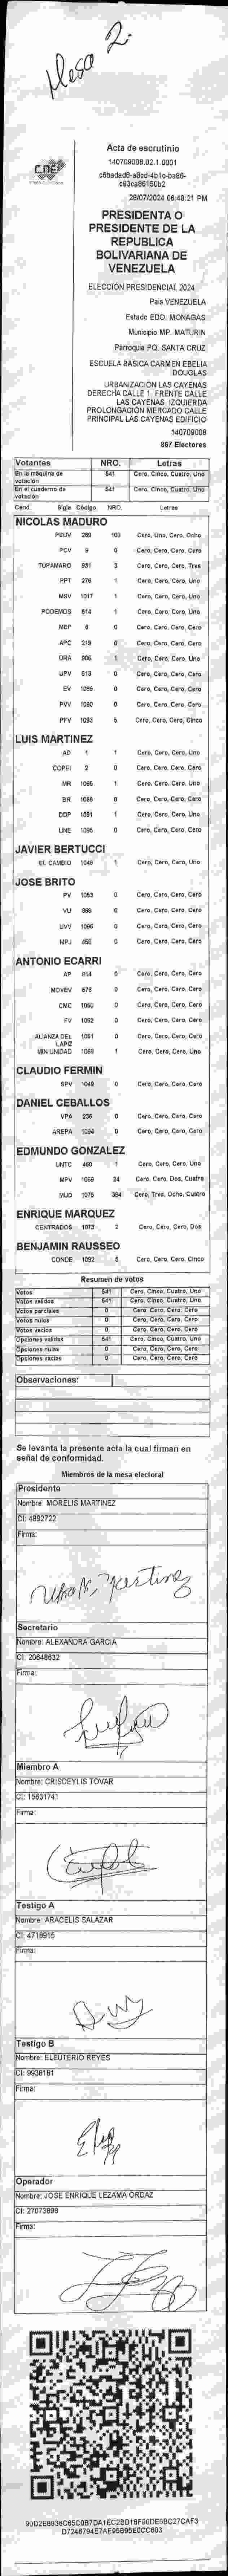 Mesa 2.
Acta de escrutinio
140709008.02.1.0001
28/07/2024 06:48:21 PM
PRESIDENTA O
PRESIDENTE DE LA
REPUBLICA
BOLIVARIANA DE
VENEZUELA
ELECCIÓN PRESIDENCIAL 2024
País VENEZUELA
Estado EDO. MONAGAS
Municipio MP. MATURIN
Parroquia PQ. SANTA CRUZ
ESCUELA BASICA CARMEN EBELIA
DOUGLAS
URBANIZACIÓN LAS CAYENAS
DERECHA CALLE 1. FRENTE CALLE
LAS CAYENAS. IZQUIERDA
PROLONGACIÓN MERCADO CALLE
PRINCIPAL LAS CAYENAS EDIFICIO
140709008
867 Electores
Votantes NRO. Letras
En la máquina de votación 541 Cero, Cinco, Cuatro, Uno
En el cuaderno de votación 541 Cero, Cinco, Cuatro, Uno
Cand. Sigla Código NRO. Letras
NICOLAS MADURO
PSUV 268 108 Cero, Uno, Cero, Ocho
PCV 9 0 Cero, Cero, Cero, Cero
TUPAMARO 931 3 Cero, Cero, Cero, Tres
PPT 276 1 Cero, Cero, Cero, Uno
MSV 1017 1 Cero, Cero, Cero, Uno
PODEMOS 614 1 Cero, Cero, Cero, Uno
MEP 6 0 Cero, Cero, Cero, Cero
APC 219 0 Cero, Cero, Cero, Cero
ORA 906 1 Cero, Cero, Cero, Uno
UPV 613 0 Cero, Cero, Cero, Cero
EV 1089 0 Cero, Cero, Cero, Cero
PVV 1090 0 Cero, Cero, Cero, Cero
PFV 1093 5 Cero, Cero, Cero, Cinco
LUIS MARTINEZ
AD 1 1 Cero, Cero, Cero, Uno
COPEI 2 0 Cero, Cero, Cero, Cero
MR 1065 1 Cero, Cero, Cero, Uno
BR 1086 0 Cero, Cero, Cero, Cero
DDP 1091 1 Cero, Cero, Cero, Uno
UNE 1095 0 Cero, Cero, Cero, Cero
JAVIER BERTUCCI
EL CAMBIO 1048 1 Cero, Cero, Cero, Uno
JOSE BRITO
PV 1053 0 Cero, Cero, Cero, Cero
VU 868 0 Cero, Cero, Cero, Cero
UVV 1096 0 Cero, Cero, Cero, Cero
MPJ 450 0 Cero, Cero, Cero, Cero
ANTONIO ECARRI
AP 814 0 Cero, Cero, Cero, Cero
MOVEV 878 0 Cero, Cero, Cero, Cero
CMC 1050 0 Cero, Cero, Cero, Cero
FV 1062 0 Cero, Cero, Cero, Cero
ALIANZA DEL 1061 0 Cero, Cero, Cero, Cero
LAPIZ
MIN UNIDAD 1069 1 Cero, Cero, Cero, Uno
CLAUDIO FERMIN
SPV 1049 0 Cero, Cero, Cero, Cero
DANIEL CEBALLOS
VPA 236 0 Cero, Cero, Cero, Cero
AREPA 1094 0 Cero, Cero, Cero, Cero
EDMUNDO GONZALEZ
UNTC 460 1 Cero, Cero, Cero, Uno
MPV 1069 24 Cero, Cero, Dos, Cuatro
MUD 1075 384 Cero, Tres, Ocho, Cuatro
ENRIQUE MARQUEZ
CENTRADOS 1073 2 Cero, Cero, Cero, Dos
BENJAMIN RAUSSEO
CONDE 1092 5 Cero, Cero, Cero, Cinco
Resumen de votos
Votos 541 Cero, Cinco, Cuatro, Uno
Votos validos 541 Cero, Cinco, Cuatro, Uno
Votos parciales 0 Cero, Cero, Cero, Cero
Votos nulos 0 Cero, Cero, Cero, Cero
Votos vacios 0 Cero, Cero, Cero, Cero
Opciones validas 541 Cero, Cinco, Cuatro, Uno
Opciones nulas 0 Cero, Cero, Cero, Cero
Opciones vacias 0 Cero, Cero, Cero, Cero
Observaciones:
Se levanta la presente acta la cual firman en
señal de conformidad.
Miembros de la mesa electoral
Presidente
Nombre: MORELIS MARTINEZ
CI: 4892722
Firma:
Secretario
Nombre: ALEXANDRA GARCIA
CI: 20648632
Firma:
Miembro A
Nombre: CRISDEYLIS TOVAR
CI: 15631741
Firma:
Testigo A
Nombre: ARACELIS SALAZAR
CI: 4718915
Firma:
Testigo B
Nombre: ELEUTERIO REYES
CI: 9938181
Firma:
Operador
Nombre: JOSE ENRIQUE LEZAMA ORDAZ
CI: 27073898
Firma: